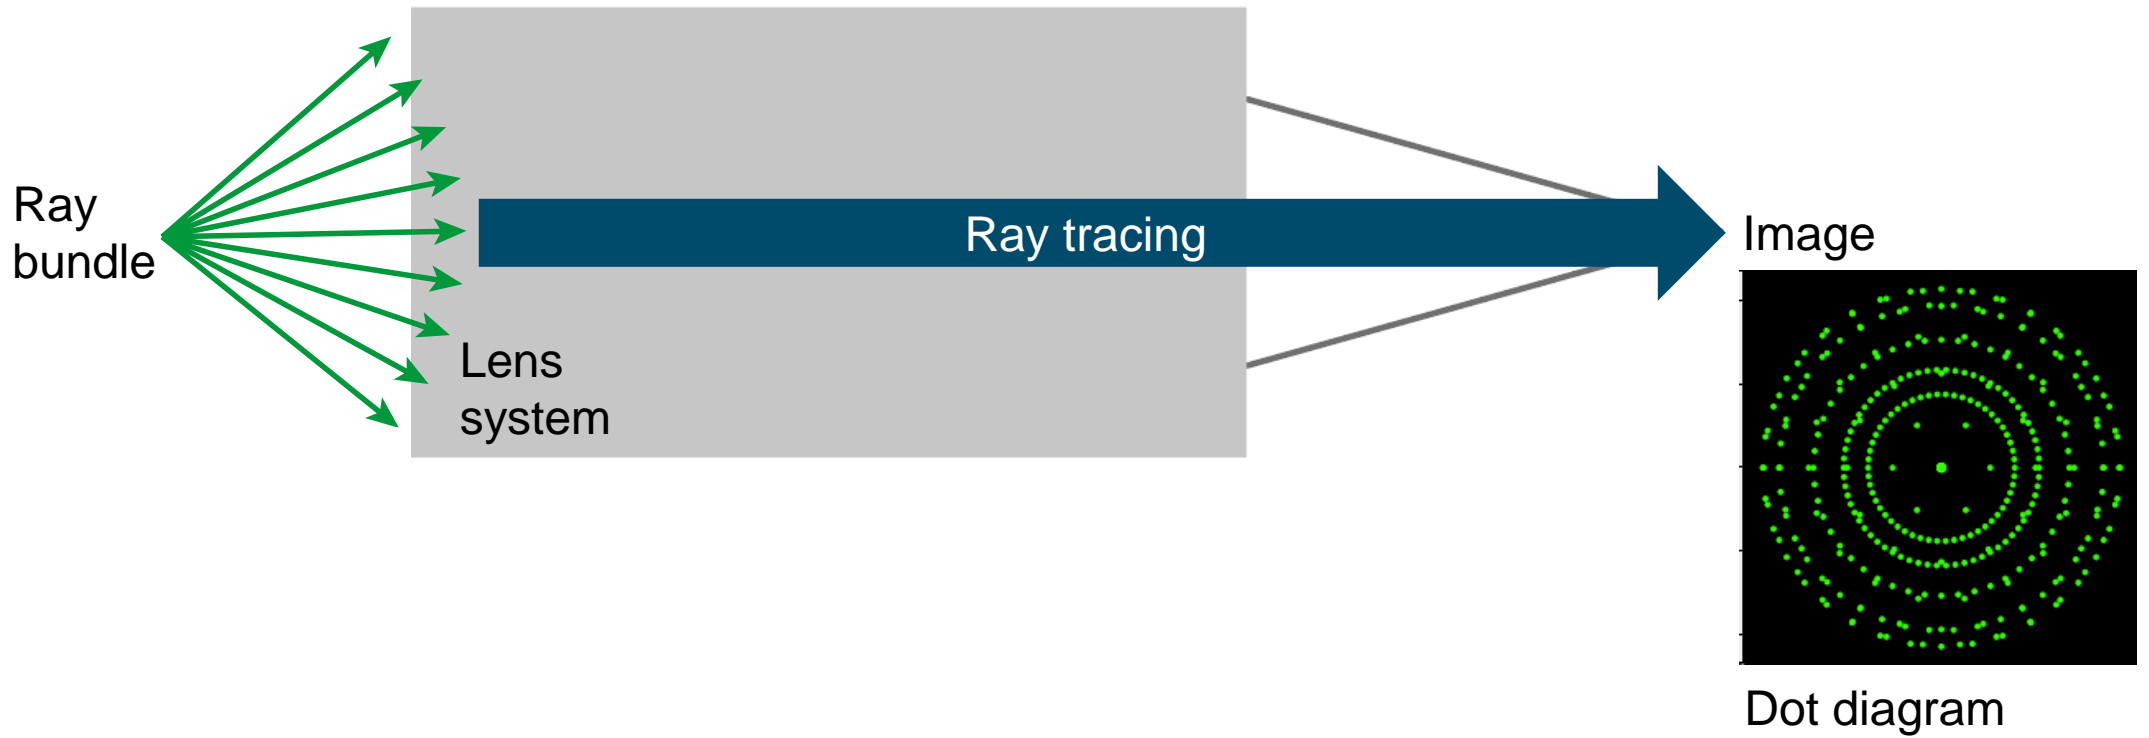 Ray
bundle
Lens
system
Ray tracing
Image
Dot diagram